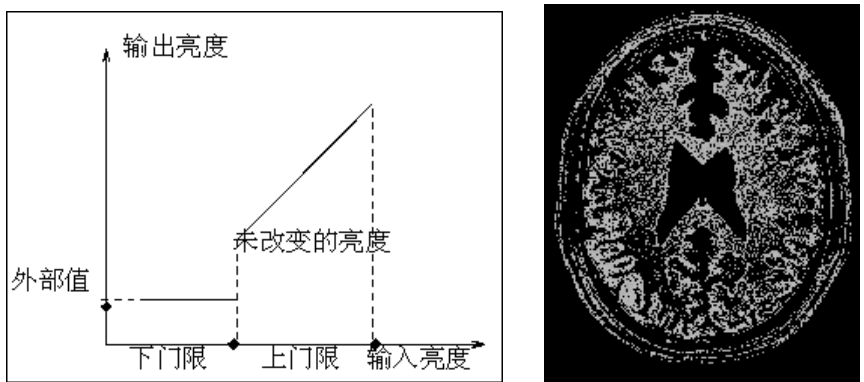 输出亮度
未改变的亮度
外部值
下门限 上门限 输入亮度